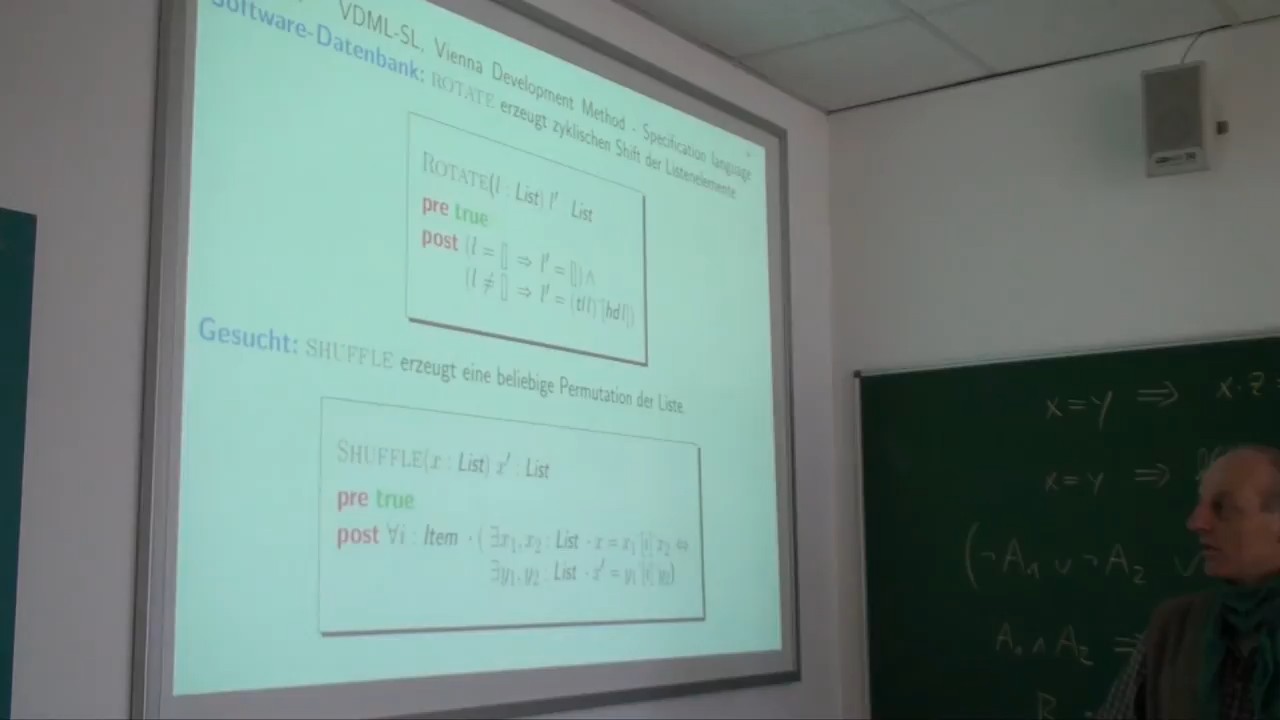 VDML-SL, Vienna Development Method - Specification language
Software-Datenbank: ROTATE erzeugt zyklischen Shift der Listenelemente
ROTATE(l : List) l′ : List
pre true
post (l = [] ⇒ l′ = []) ∧
(l ≠ [] ⇒ l′ = (tl l)^[hd l])
Gesucht: SHUFFLE erzeugt eine beliebige Permutation der Liste.
SHUFFLE(x : List) x′ : List
pre true
post ∀i : Item · ( ∃x₁, x₂ : List · x = x₁^[i]^x₂ ⇔
∃y₁, y₂ : List · x′ = y₁^[i]^y₂)
x = y ⇒ x · z
x = y ⇒
(¬A₁ ∨ ¬A₂ ∨
A₁ ∧ A₂ ⇒
B